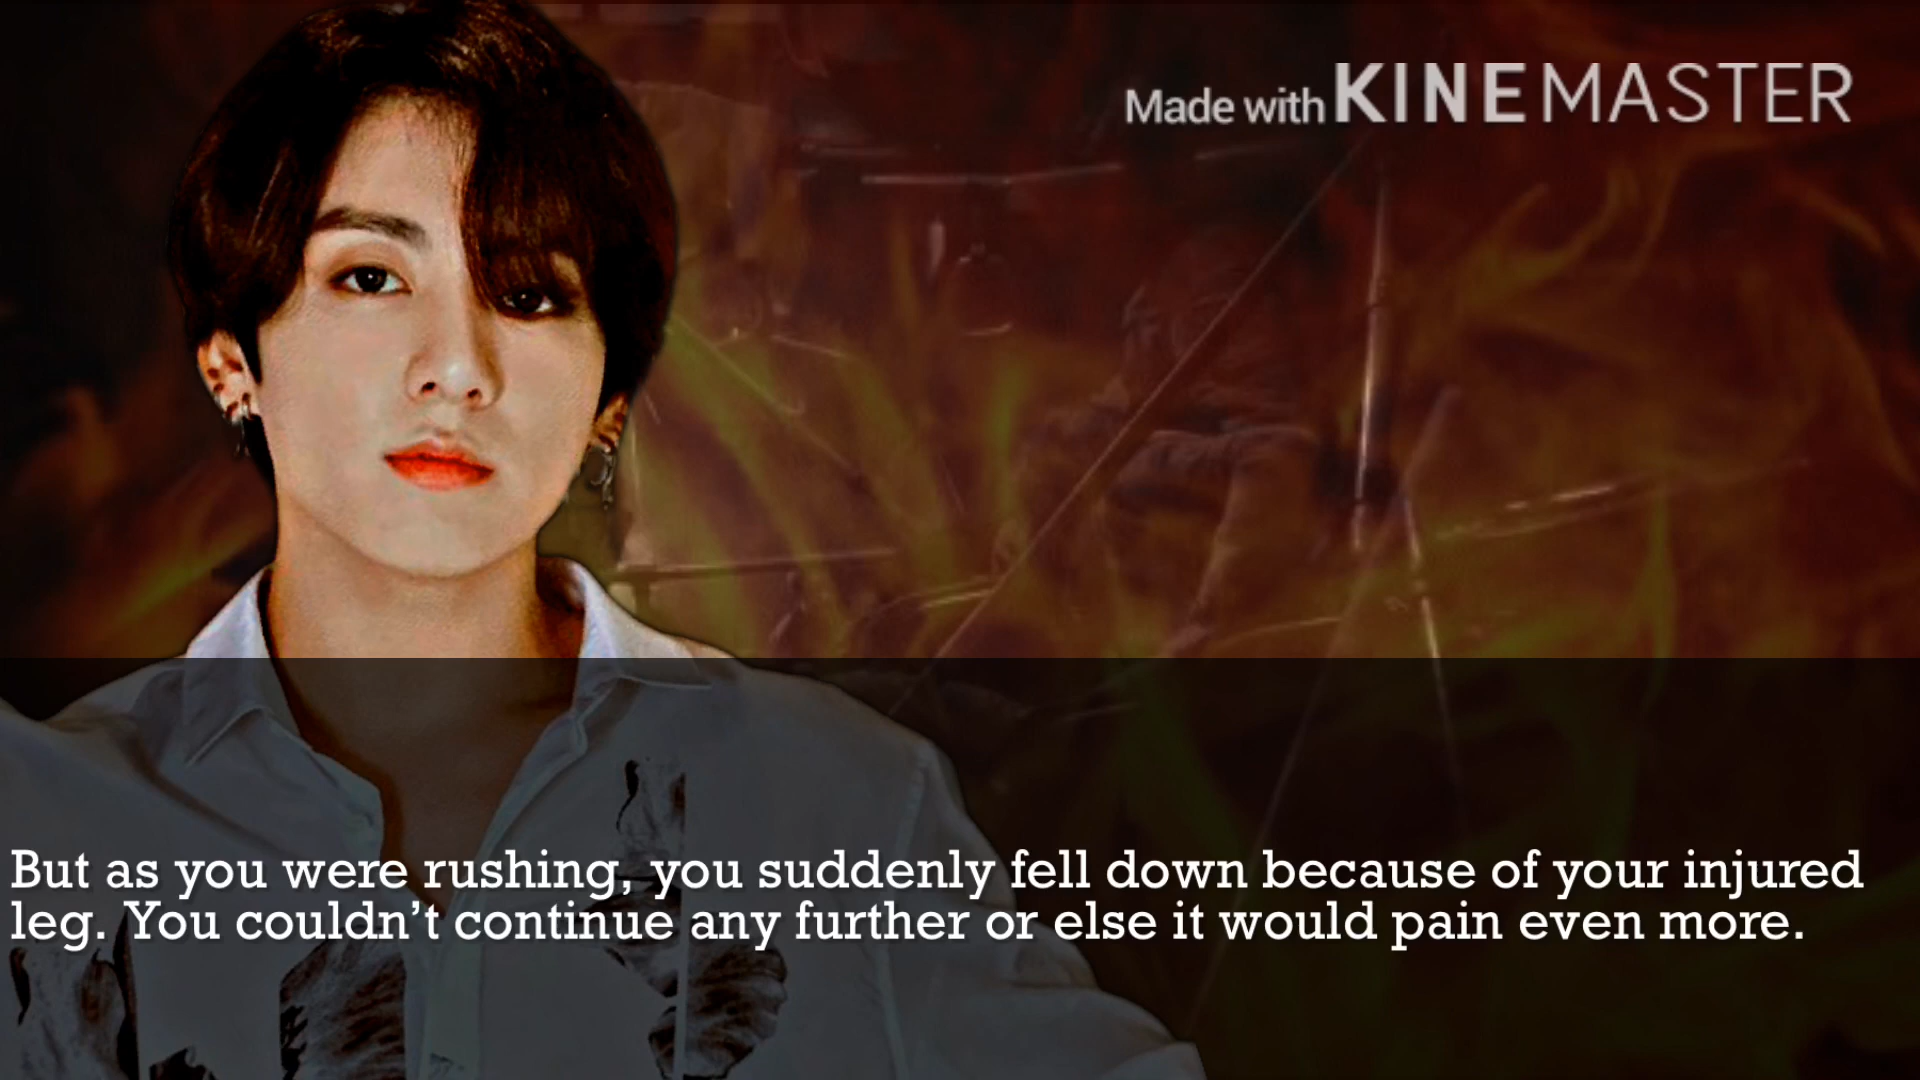 Made with KINEMASTER
But as you were rushing, you suddenly fell down because of your injured
leg. You couldn’t continue any further or else it would pain even more.